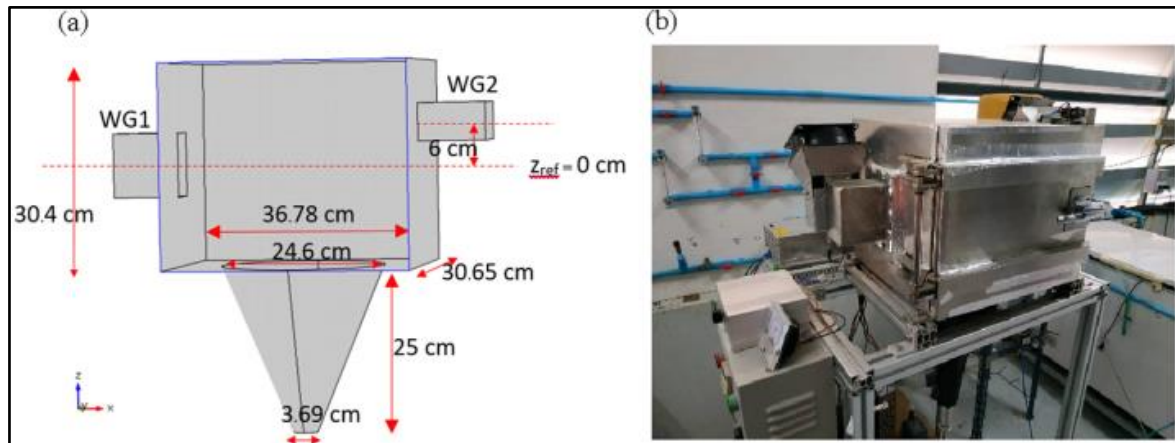 (a)
(b)
WG1
WG2
6 cm
z_ref = 0 cm
30.4 cm
36.78 cm
24.6 cm
30.65 cm
25 cm
3.69 cm
z
y
x